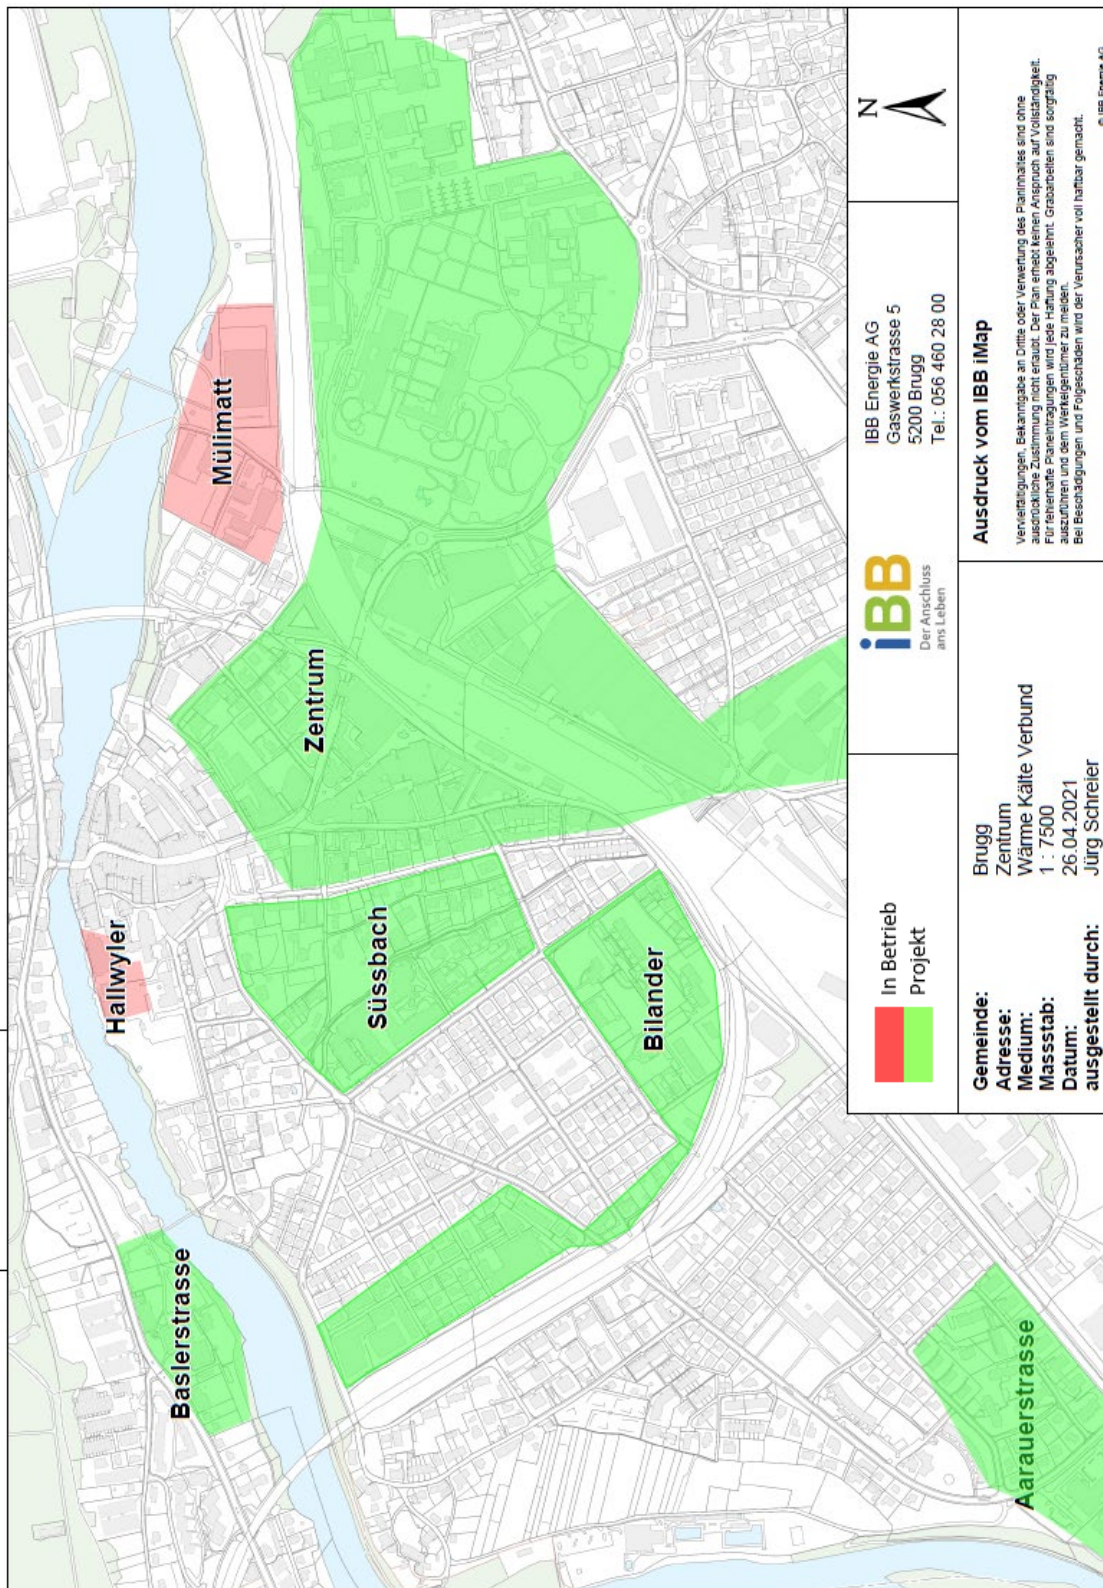 Baslerstrasse
Hallwyler
Mülimatt
Zentrum
Süssbach
Bilander
Aarauerstrasse
In Betrieb
Projekt
iBB
Der Anschluss
ans Leben
IBB Energie AG
Gaswerkstrasse 5
5200 Brugg
Tel.: 056 460 28 00
N
Gemeinde: Brugg
Adresse: Zentrum
Medium: Wärme Kälte Verbund
Massstab: 1 : 7500
Datum: 26.04.2021
ausgestellt durch: Jürg Schreier
Ausdruck vom IBB iMap
Vervielfältigungen, Bekanntgabe an Dritte oder Verwertung des Planinhaltes sind ohne
ausdrückliche Zustimmung nicht erlaubt. Der Plan erhebt keinen Anspruch auf Vollständigkeit.
Für fehlerhafte Planeintragungen wird jede Haftung abgelehnt. Grabarbeiten sind sorgfältig
auszuführen und dem Werkeigentümer zu melden.
Bei Beschädigungen und Folgeschäden wird der Verursacher voll haftbar gemacht.
© IBB Energie AG